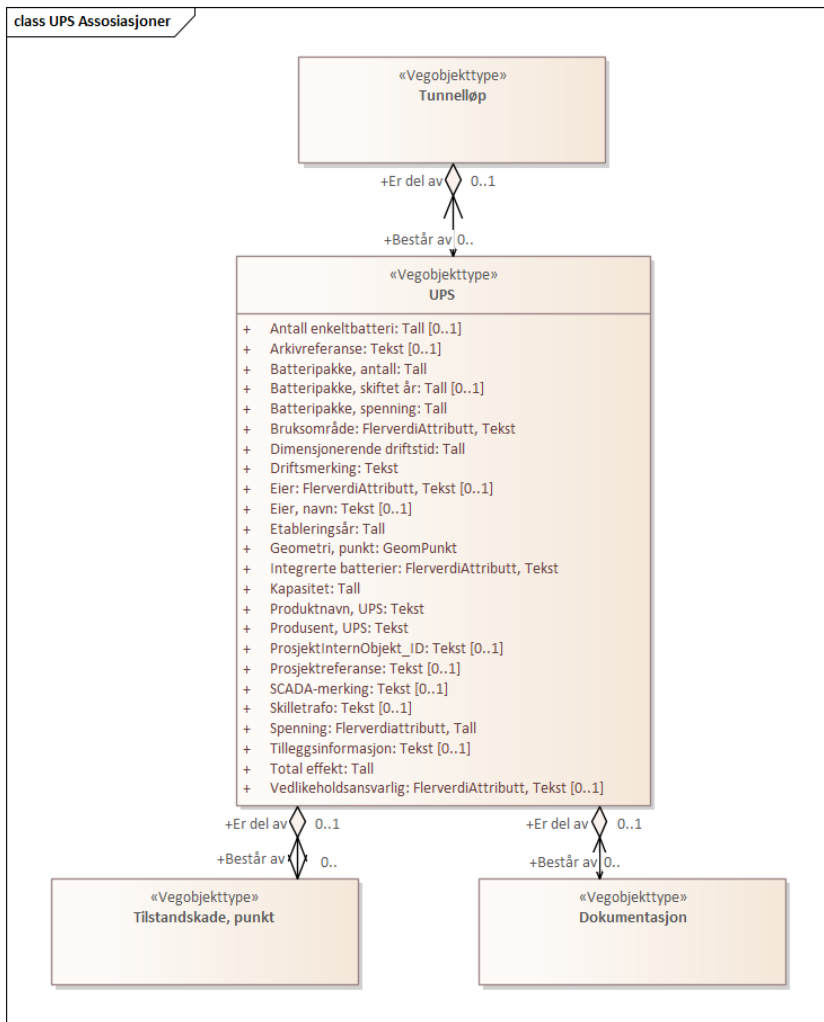 class UPS Assosiasjoner
«Vegobjekttype»
Tunnelløp
+Er del av 0..1
+Består av 0..
«Vegobjekttype»
UPS
+ Antall enkeltbatteri: Tall [0..1]
+ Arkivreferanse: Tekst [0..1]
+ Batteripakke, antall: Tall
+ Batteripakke, skiftet år: Tall [0..1]
+ Batteripakke, spenning: Tall
+ Bruksområde: FlerverdiAttributt, Tekst
+ Dimensjonerende driftstid: Tall
+ Driftsmerking: Tekst
+ Eier: FlerverdiAttributt, Tekst [0..1]
+ Eier, navn: Tekst [0..1]
+ Etableringsår: Tall
+ Geometri, punkt: GeomPunkt
+ Integrerte batterier: FlerverdiAttributt, Tekst
+ Kapasitet: Tall
+ Produktnavn, UPS: Tekst
+ Produsent, UPS: Tekst
+ ProsjektInternObjekt_ID: Tekst [0..1]
+ Prosjektreferanse: Tekst [0..1]
+ SCADA-merking: Tekst [0..1]
+ Skilletrafo: Tekst [0..1]
+ Spenning: Flerverdiattributt, Tall
+ Tilleggsinformasjon: Tekst [0..1]
+ Total effekt: Tall
+ Vedlikeholdsansvarlig: FlerverdiAttributt, Tekst [0..1]
+Er del av 0..1
+Består av 0..
«Vegobjekttype»
Tilstandskade, punkt
+Er del av 0..1
+Består av 0..
«Vegobjekttype»
Dokumentasjon